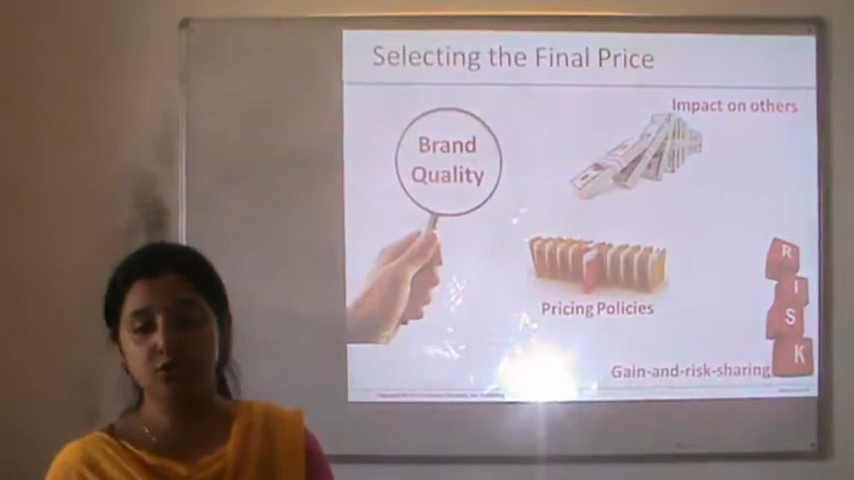 Selecting the Final Price
Impact on others
Brand
Quality
Pricing Policies
R
I
S
K
Gain-and-risk-sharing